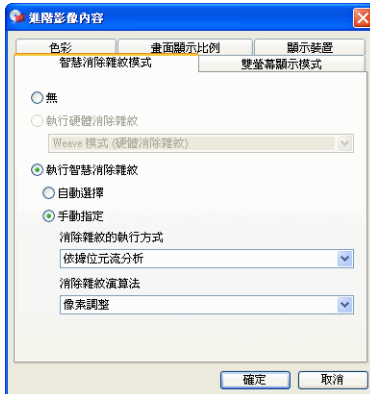 進階影像內容
色彩 畫面顯示比例 顯示裝置
智慧消除雜紋模式 雙螢幕顯示模式
無
執行硬體消除雜紋
Weave 模式 (硬體消除雜紋)
執行智慧消除雜紋
自動選擇
手動指定
消除雜紋的執行方式
依據位元流分析
消除雜紋演算法
像素調整
確定 取消